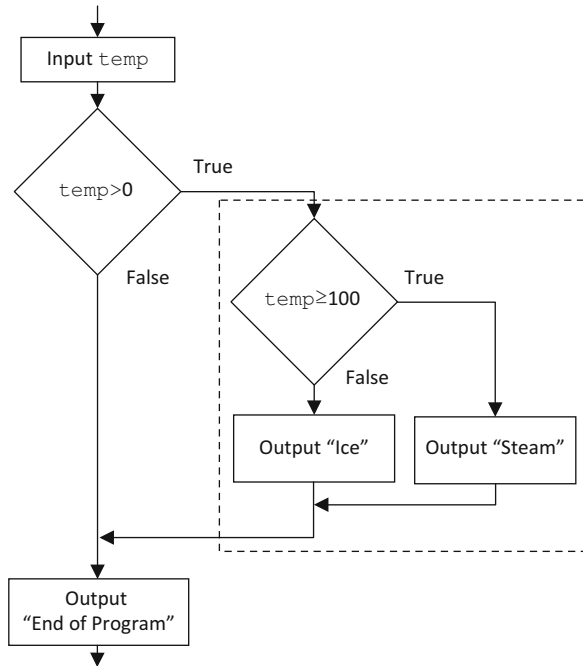 Input temp
temp>0
True
False
temp≥100
True
False
Output “Ice”
Output “Steam”
Output
“End of Program”